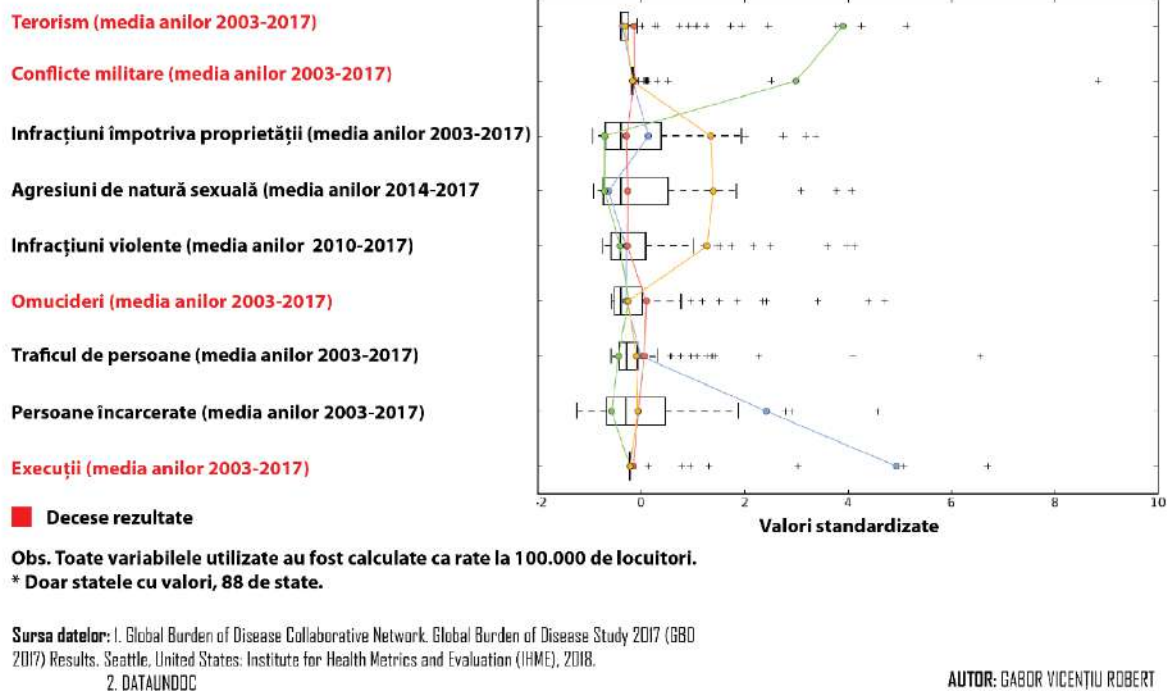 Terorism (media anilor 2003-2017)
Conflicte militare (media anilor 2003-2017)
Infracțiuni împotriva proprietății (media anilor 2003-2017)
Agresiuni de natură sexuală (media anilor 2014-2017
Infracțiuni violente (media anilor 2010-2017)
Omucideri (media anilor 2003-2017)
Traficul de persoane (media anilor 2003-2017)
Persoane încarcerate (media anilor 2003-2017)
Execuții (media anilor 2003-2017)
-2 0 2 4 6 8 10
Decese rezultate
Valori standardizate
Obs. Toate variabilele utilizate au fost calculate ca rate la 100.000 de locuitori.
* Doar statele cu valori, 88 de state.
Sursa datelor: 1. Global Burden of Disease Collaborative Network. Global Burden of Disease Study 2017 (GBD
2017) Results. Seattle, United States: Institute for Health Metrics and Evaluation (IHME), 2018.
2. DATAUNODC
AUTOR: GABOR VICENȚIU ROBERT